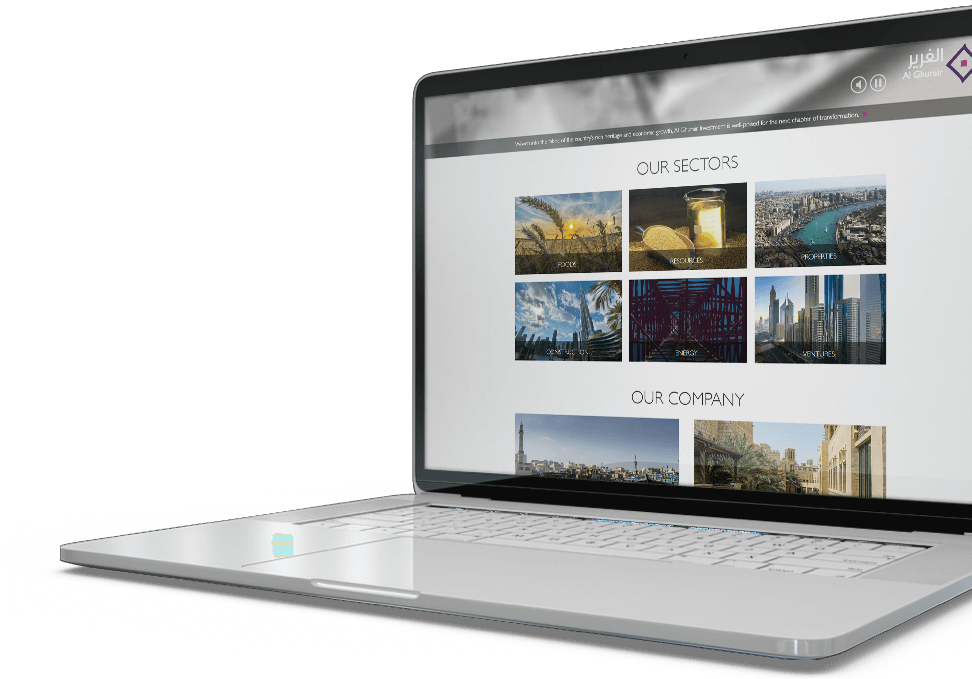 الغرير
Al Ghurair
Woven into the fabric of the country's rich heritage and economic growth, Al Ghurair Investment is well-poised for the next chapter of transformation.
OUR SECTORS
FOODS
RESOURCES
PROPERTIES
CONSTRUCTION
ENERGY
VENTURES
OUR COMPANY